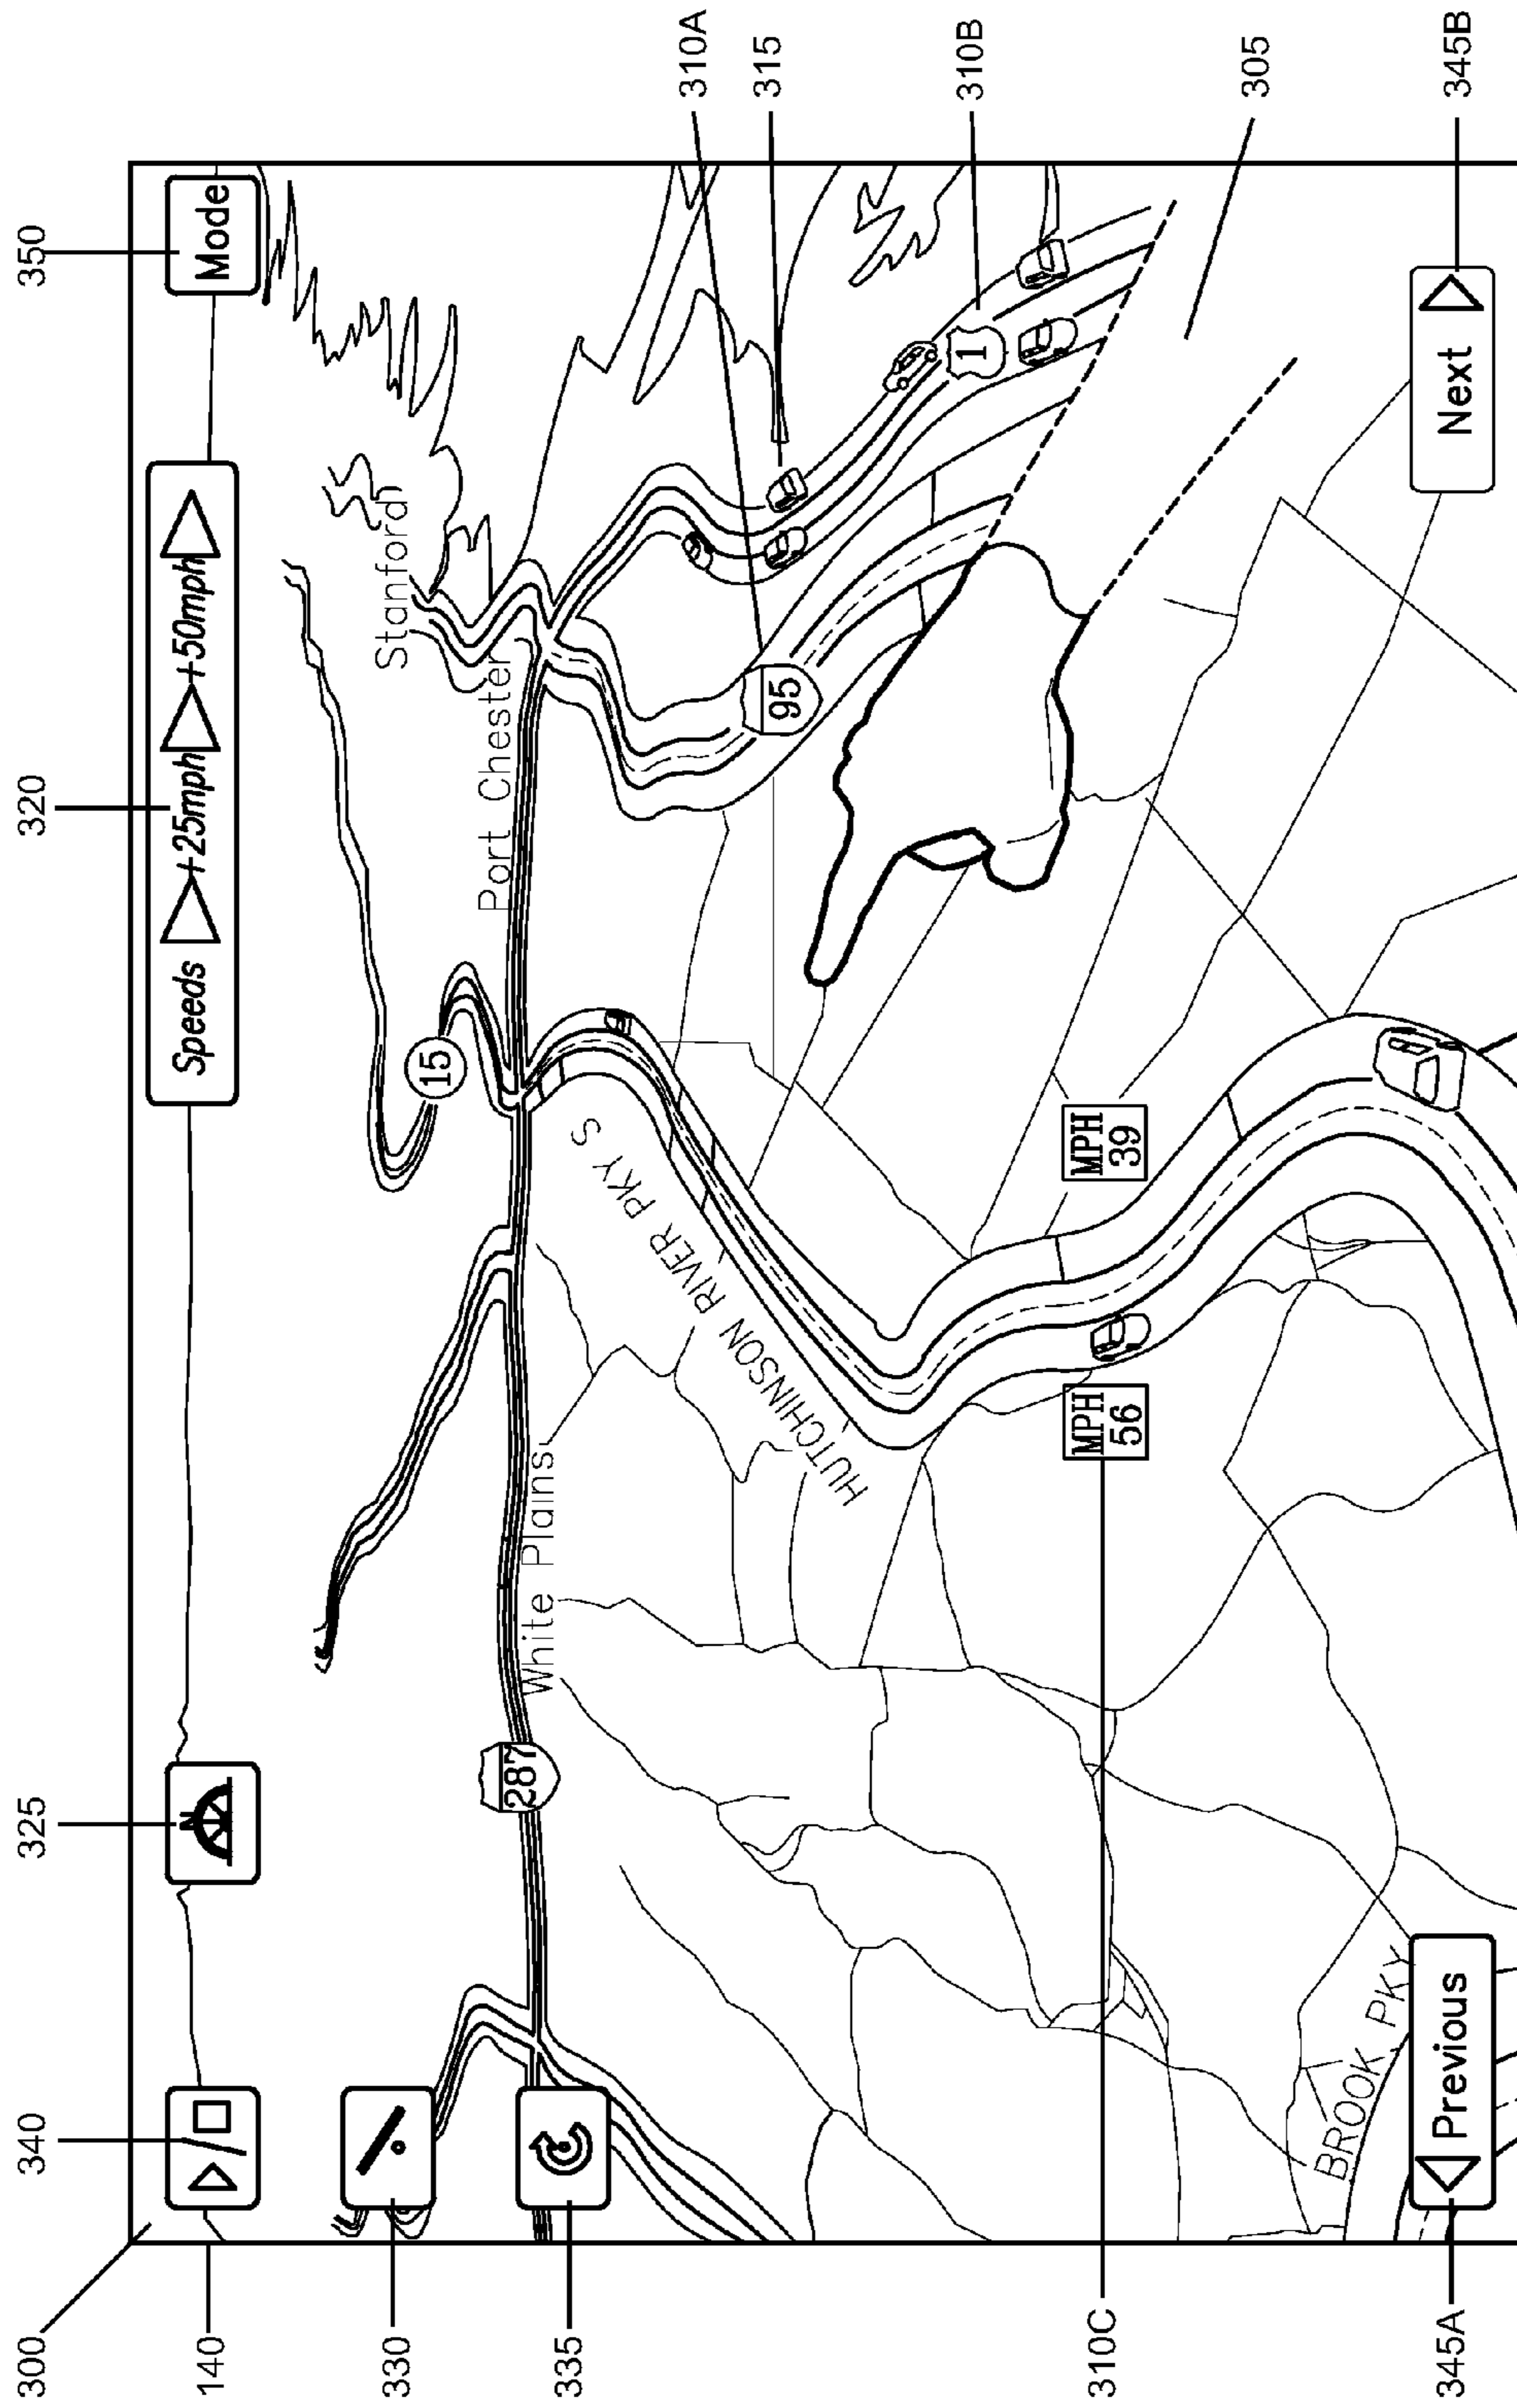 300
340
325
320
350
140
Speeds +25mph +50mph
Mode
330
15
Stanford
335
287
White Plains
Port Chester
310A
HUTCHINSON RIVER PKY S
95
315
1
310B
310C
MPH
56
MPH
39
305
BROOK PKY
345A
Previous
Next
345B